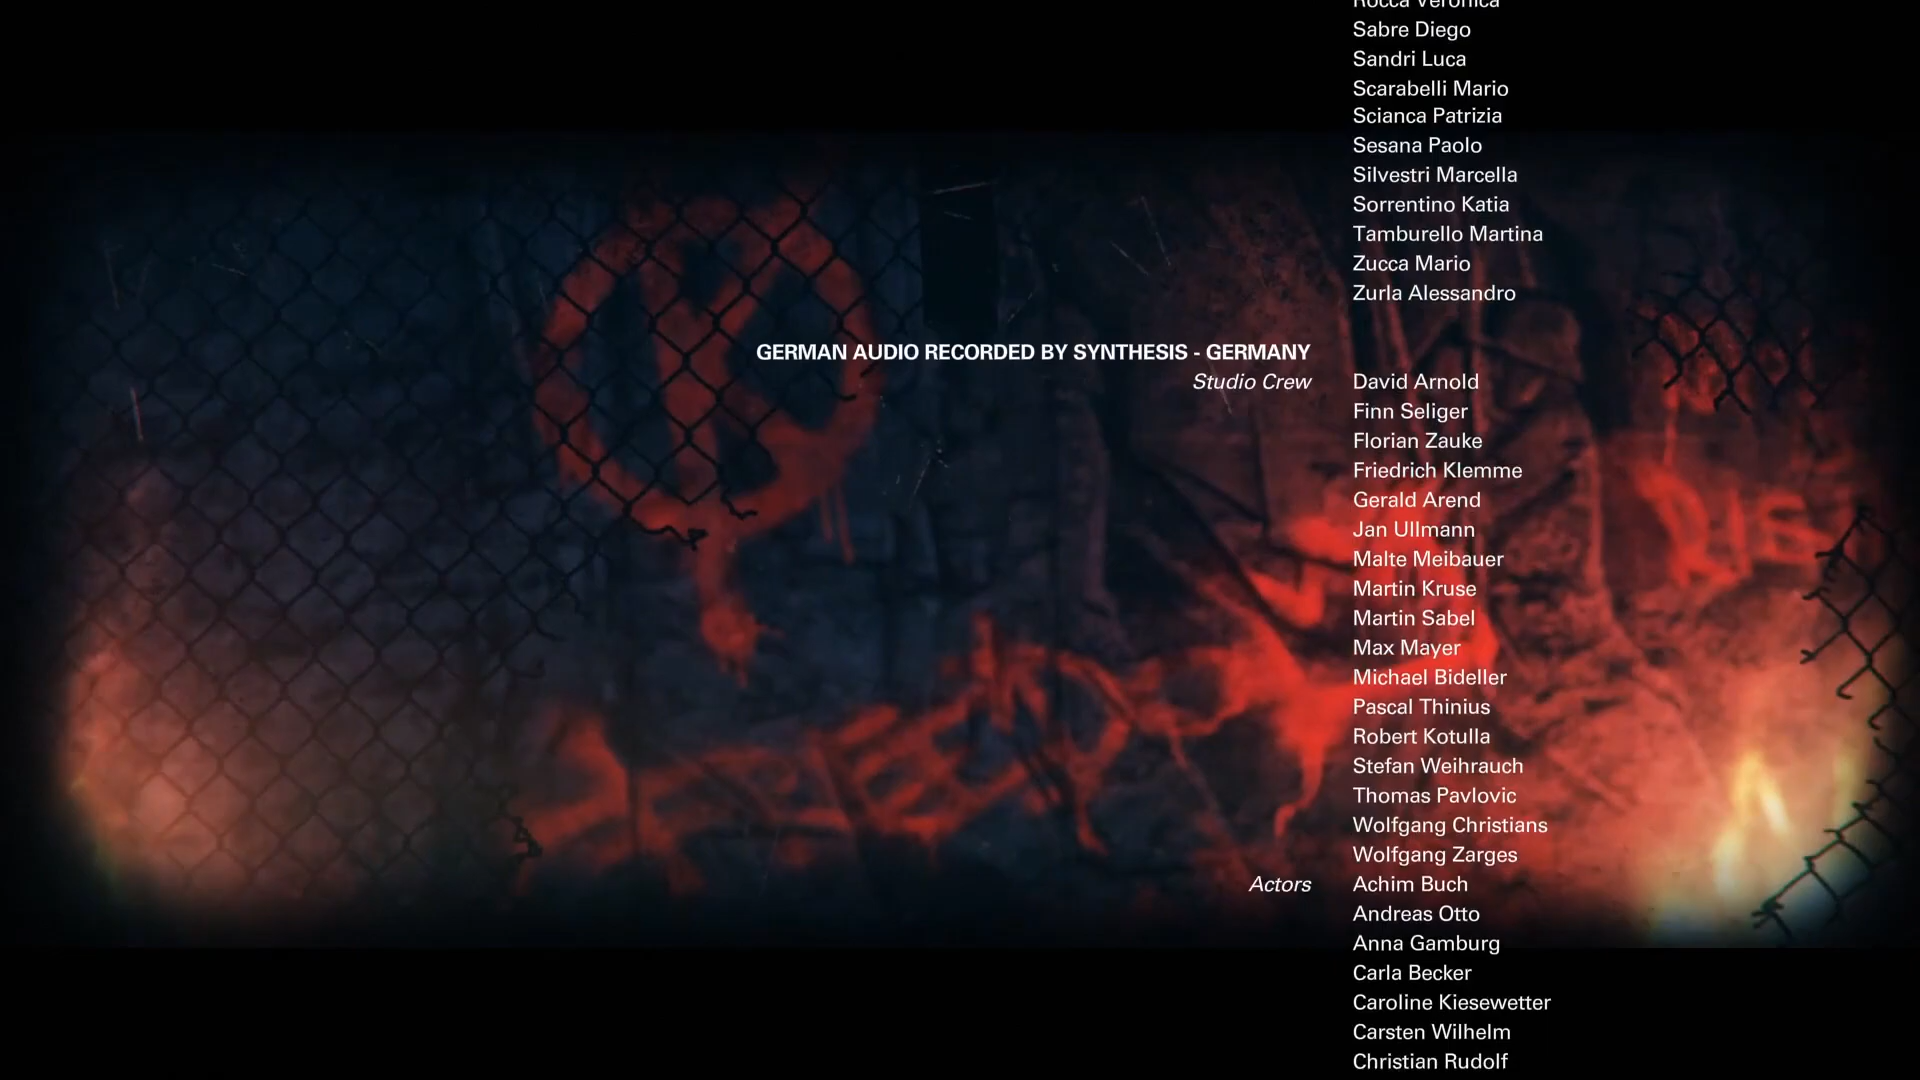 Rocca Veronica
Sabre Diego
Sandri Luca
Scarabelli Mario
Scianca Patrizia
Sesana Paolo
Silvestri Marcella
Sorrentino Katia
Tamburello Martina
Zucca Mario
Zurla Alessandro
GERMAN AUDIO RECORDED BY SYNTHESIS - GERMANY
Studio Crew David Arnold
Finn Seliger
Florian Zauke
Friedrich Klemme
Gerald Arend
Jan Ullmann
Malte Meibauer
Martin Kruse
Martin Sabel
Max Mayer
Michael Bideller
Pascal Thinius
Robert Kotulla
Stefan Weihrauch
Thomas Pavlovic
Wolfgang Christians
Wolfgang Zarges
Actors Achim Buch
Andreas Otto
Anna Gamburg
Carla Becker
Caroline Kiesewetter
Carsten Wilhelm
Christian Rudolf